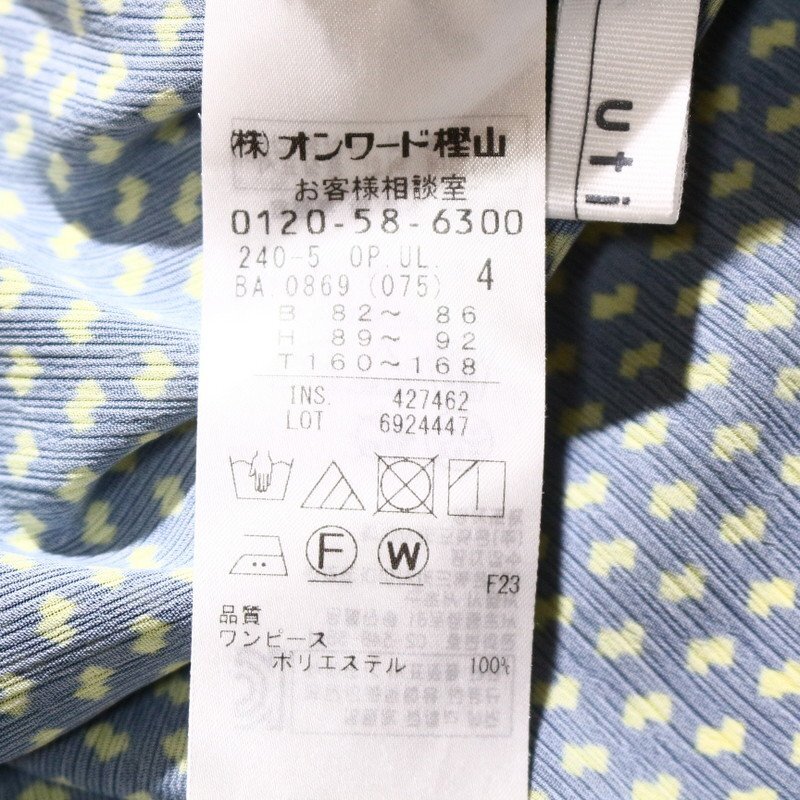 (株)オンワード樫山
お客様相談室
0120-58-6300
240-5 OP.UL.
BA.0869 (075) 4
B 82～ 86
H 89～ 92
T160～168
INS. 427462
LOT 6924447
F
W
F23
品質
ワンピース
ポリエステル 100%
uti